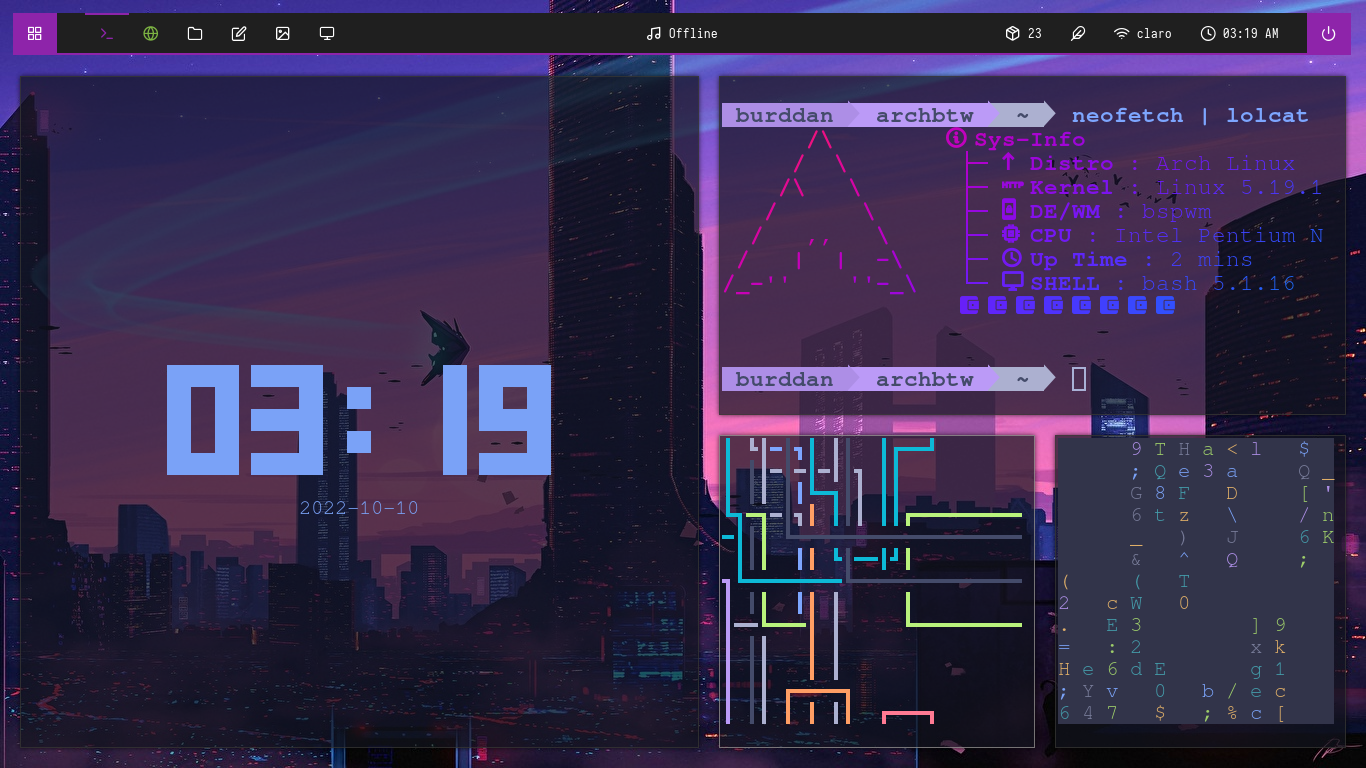 Offline
23
claro
03:19 AM
burddan archbtw ~ neofetch | lolcat
Sys-Info
Distro : Arch Linux
Kernel : Linux 5.19.1
DE/WM : bspwm
CPU : Intel Pentium N
Up Time : 2 mins
SHELL : bash 5.1.16
burddan archbtw ~
03:19
2022-10-10
9 T H a < l $
; Q e 3 a Q _
G 8 F D [ '
6 t z \ / n
_ ) J 6 K
& ^ Q ;
( ( T
2 c W 0
. E 3 ] 9
= : 2 x k
H e 6 d E g 1
; Y v 0 b / e c
6 4 7 $ ; % c [